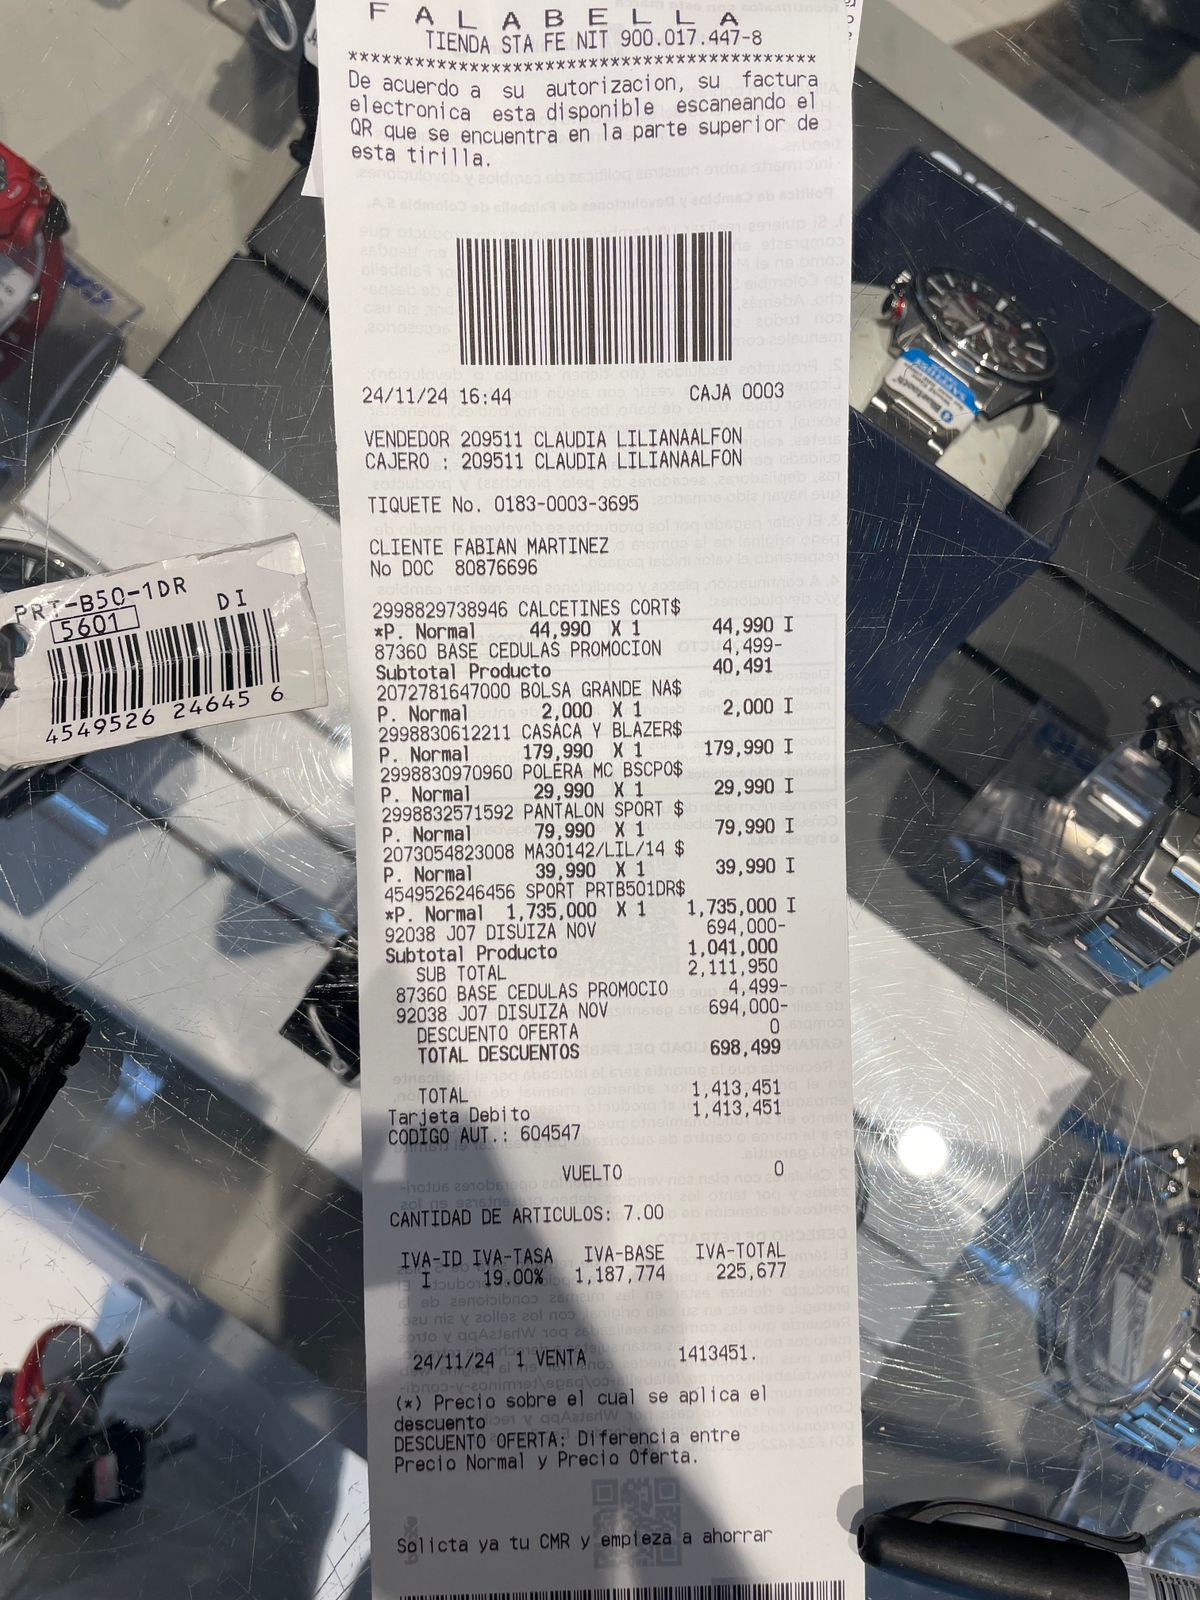 F A L A B E L L A
TIENDA STA FE NIT 900.017.447-8
********************************************
De acuerdo a su autorizacion, su factura
electronica esta disponible escaneando el
QR que se encuentra en la parte superior de
esta tirilla.
24/11/24 16:44 CAJA 0003
VENDEDOR 209511 CLAUDIA LILIANAALFON
CAJERO : 209511 CLAUDIA LILIANAALFON
TIQUETE No. 0183-0003-3695
CLIENTE FABIAN MARTINEZ
No DOC 80876696
2998829738946 CALCETINES CORT$
*P. Normal 44,990 X 1 44,990 I
87360 BASE CEDULAS PROMOCION 4,499-
Subtotal Producto 40,491
2072781647000 BOLSA GRANDE NA$
P. Normal 2,000 X 1 2,000 I
2998830612211 CASACA Y BLAZER$
P. Normal 179,990 X 1 179,990 I
2998830970960 POLERA MC BSCPO$
P. Normal 29,990 X 1 29,990 I
2998832571592 PANTALON SPORT $
P. Normal 79,990 X 1 79,990 I
2073054823008 MA30142/LIL/14 $
P. Normal 39,990 X 1 39,990 I
4549526246456 SPORT PRTB501DR$
*P. Normal 1,735,000 X 1 1,735,000 I
92038 J07 DISUIZA NOV 694,000-
Subtotal Producto 1,041,000
SUB TOTAL 2,111,950
87360 BASE CEDULAS PROMOCIO 4,499-
92038 J07 DISUIZA NOV 694,000-
DESCUENTO OFERTA 0
TOTAL DESCUENTOS 698,499
TOTAL 1,413,451
Tarjeta Debito 1,413,451
CODIGO AUT.: 604547
VUELTO 0
CANTIDAD DE ARTICULOS: 7.00
IVA-ID IVA-TASA IVA-BASE IVA-TOTAL
I 19.00% 1,187,774 225,677
24/11/24 1 VENTA 1413451.
(*) Precio sobre el cual se aplica el
descuento
DESCUENTO OFERTA: Diferencia entre
Precio Normal y Precio Oferta.
Solicta ya tu CMR y empieza a ahorrar
PRT-B50-1DR DI
5601
4549526 24645 6